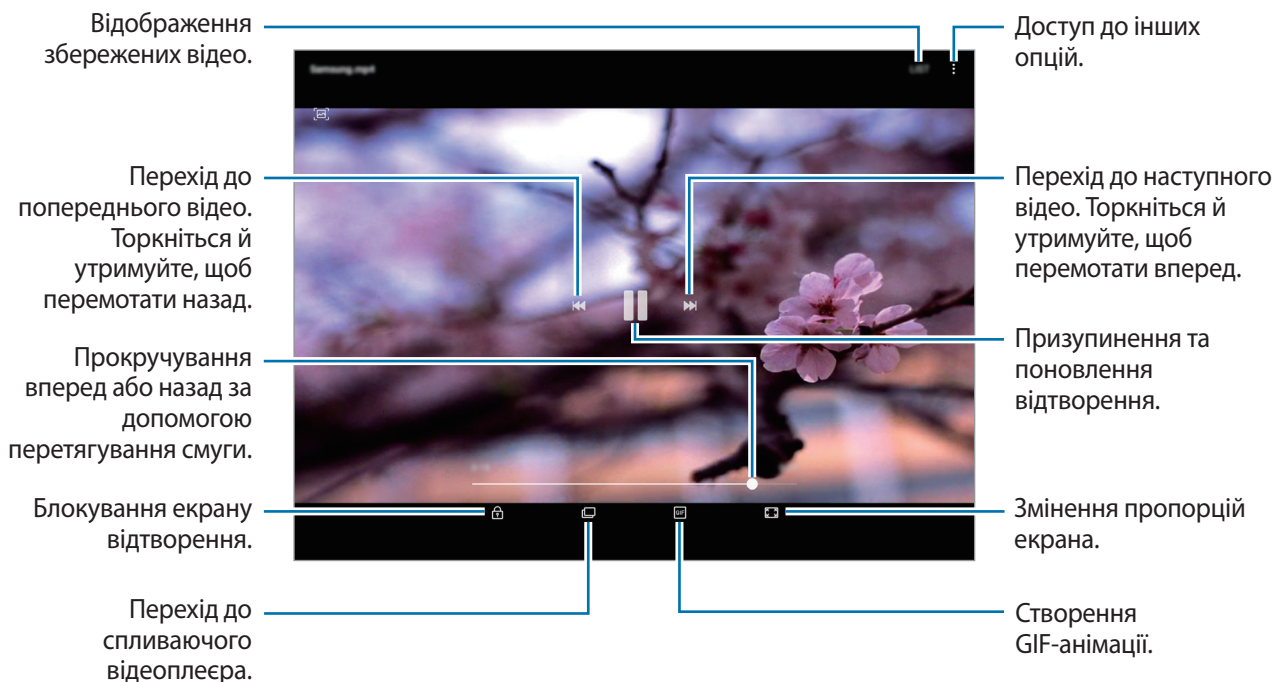 Відображення
збережених відео.
Доступ до інших
опцій.
Samsung.mp4
LIST
Перехід до
попереднього відео.
Торкніться й
утримуйте, щоб
перемотати назад.
Перехід до наступного
відео. Торкніться й
утримуйте, щоб
перемотати вперед.
Прокручування
вперед або назад за
допомогою
перетягування смуги.
Призупинення та
поновлення
відтворення.
Блокування екрану
відтворення.
GIF
Змінення пропорцій
екрана.
Перехід до
спливаючого
відеоплеєра.
Створення
GIF-анімації.